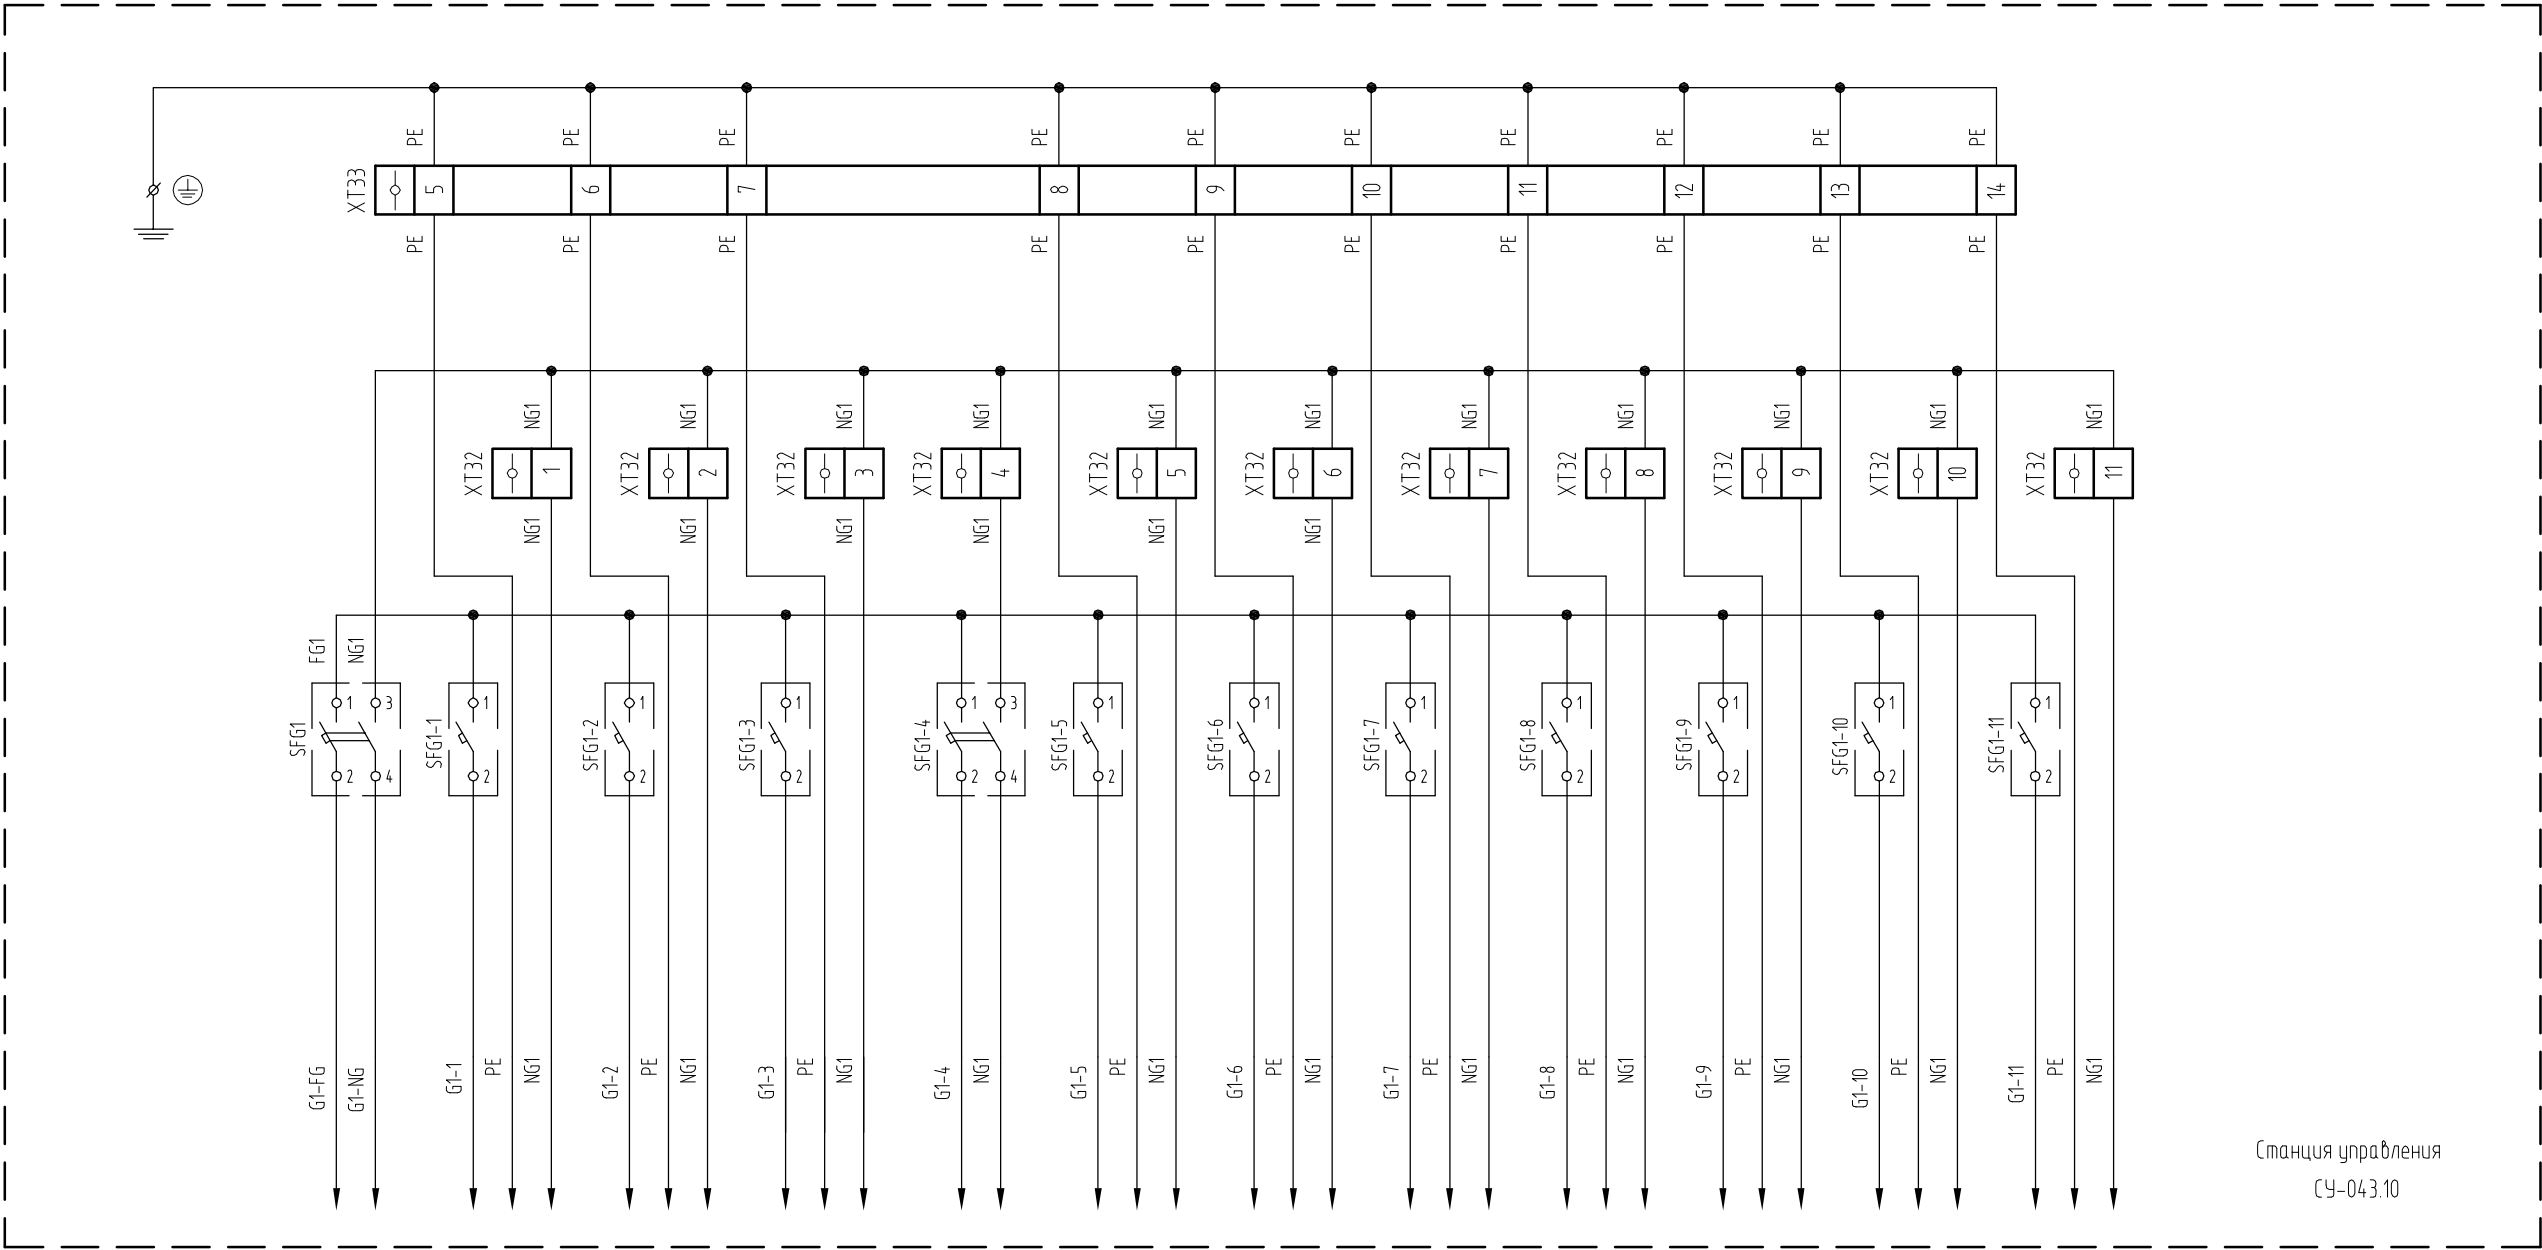 PE PE PE PE PE PE PE PE PE PE
XT33 5 6 7 8 9 10 11 12 13 14
PE PE PE PE PE PE PE PE PE PE
NG1 NG1 NG1 NG1 NG1 NG1 NG1 NG1 NG1 NG1 NG1
XT32 1 XT32 2 XT32 3 XT32 4 XT32 5 XT32 6 XT32 7 XT32 8 XT32 9 XT32 10 XT32 11
NG1 NG1 NG1 NG1 NG1 NG1
FG1 NG1
1 3 1 1 1 1 3 1 1 1 1 1 1 1
SFG1 SFG1-1 SFG1-2 SFG1-3 SFG1-4 SFG1-5 SFG1-6 SFG1-7 SFG1-8 SFG1-9 SFG1-10 SFG1-11
2 4 2 2 2 2 4 2 2 2 2 2 2 2
G1-FG G1-NG G1-1 PE NG1 G1-2 PE NG1 G1-3 PE NG1 G1-4 NG1 G1-5 PE NG1 G1-6 PE NG1 G1-7 PE NG1 G1-8 PE NG1 G1-9 PE NG1 G1-10 PE NG1 G1-11 PE NG1
Станция управления
СУ-043.10